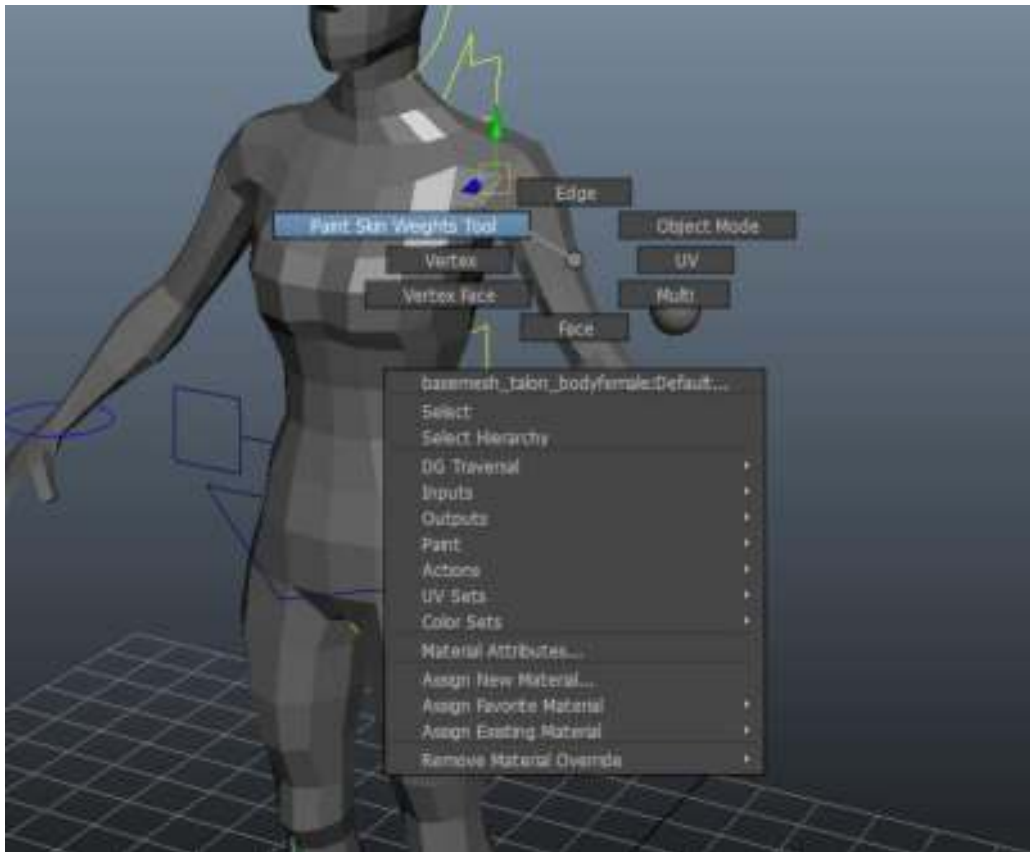 Edge
Paint Skin Weights Tool
Object Mode
Vertex
UV
Vertex Face
Multi
Face
basemesh_talon_bodyfemale:Default...
Select
Select Hierarchy
DG Traversal
Inputs
Outputs
Paint
Actions
UV Sets
Color Sets
Material Attributes...
Assign New Material...
Assign Favorite Material
Assign Existing Material
Remove Material Override